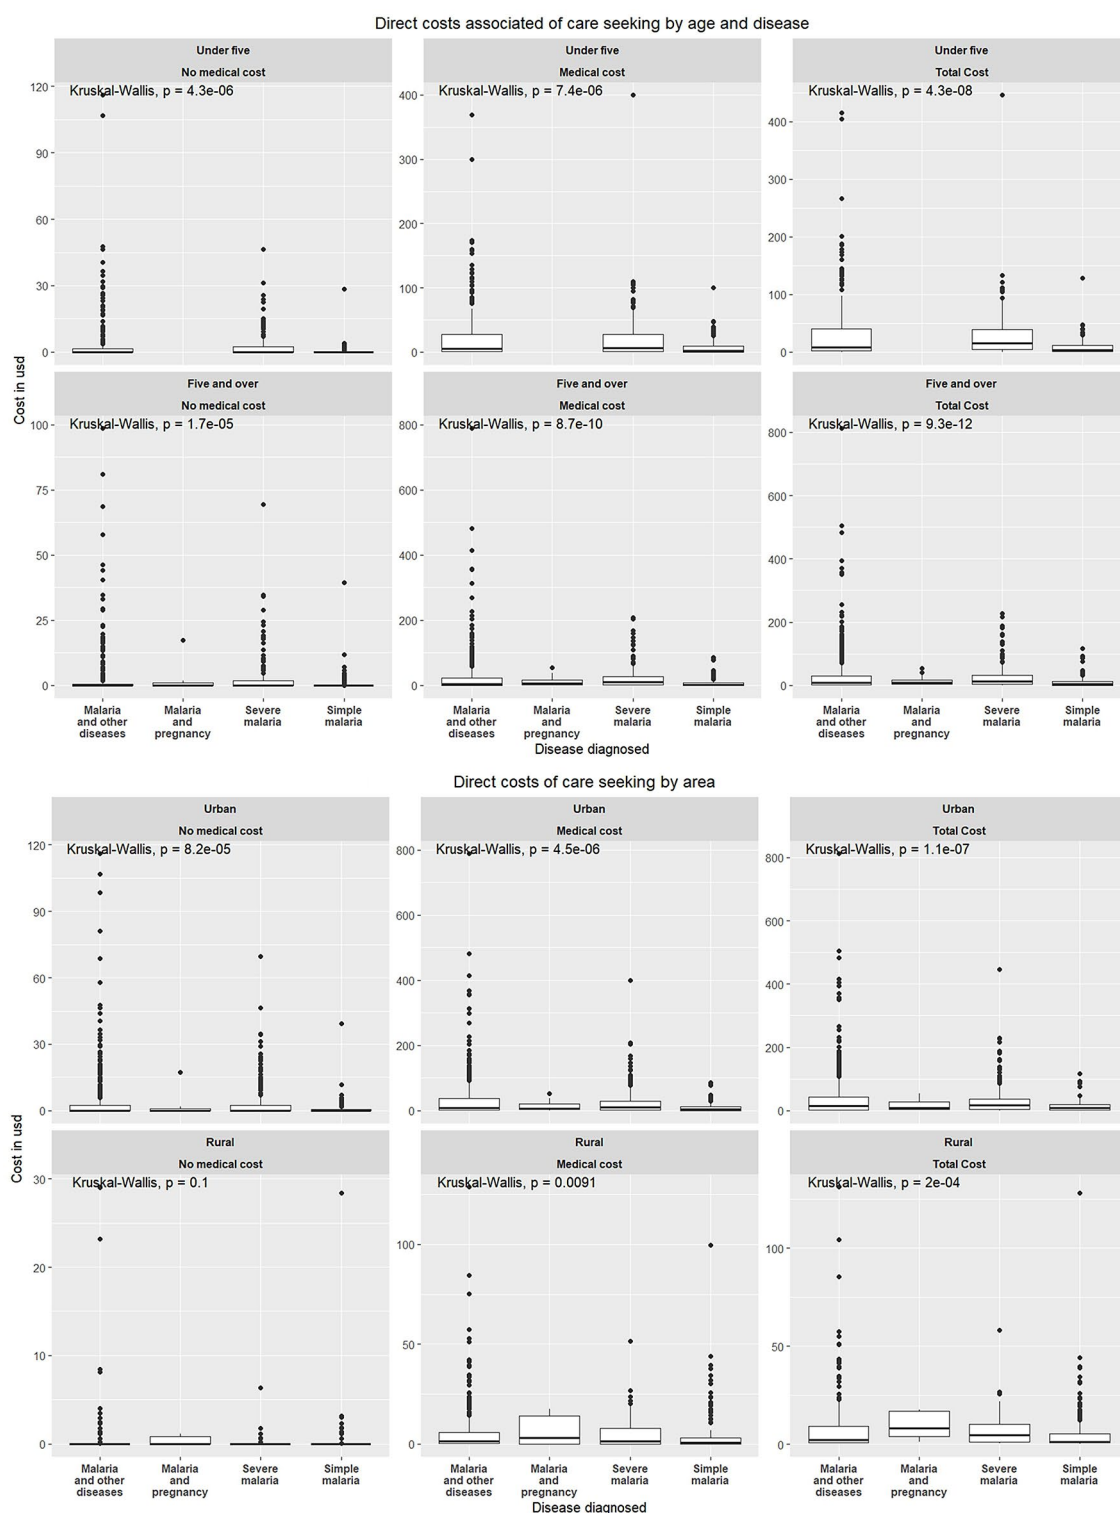 Direct costs associated of care seeking by age and disease
Under five
No medical cost
Kruskal-Wallis, p = 4.3e-06
120
90
60
30
0
Under five
Medical cost
Kruskal-Wallis, p = 7.4e-06
400
300
200
100
0
Under five
Total Cost
Kruskal-Wallis, p = 4.3e-08
400
300
200
100
0
Cost in usd
Five and over
No medical cost
Kruskal-Wallis, p = 1.7e-05
100
75
50
25
0
Malaria and other diseases
Malaria and pregnancy
Severe malaria
Simple malaria
Five and over
Medical cost
Kruskal-Wallis, p = 8.7e-10
800
600
400
200
0
Malaria and other diseases
Malaria and pregnancy
Severe malaria
Simple malaria
Five and over
Total Cost
Kruskal-Wallis, p = 9.3e-12
800
600
400
200
0
Malaria and other diseases
Malaria and pregnancy
Severe malaria
Simple malaria
Disease diagnosed
Direct costs of care seeking by area
Urban
No medical cost
Kruskal-Wallis, p = 8.2e-05
120
90
60
30
0
Urban
Medical cost
Kruskal-Wallis, p = 4.5e-06
800
600
400
200
0
Urban
Total Cost
Kruskal-Wallis, p = 1.1e-07
800
600
400
200
0
Cost in usd
Rural
No medical cost
Kruskal-Wallis, p = 0.1
30
20
10
0
Malaria and other diseases
Malaria and pregnancy
Severe malaria
Simple malaria
Rural
Medical cost
Kruskal-Wallis, p = 0.0091
100
50
0
Malaria and other diseases
Malaria and pregnancy
Severe malaria
Simple malaria
Rural
Total Cost
Kruskal-Wallis, p = 2e-04
100
50
0
Malaria and other diseases
Malaria and pregnancy
Severe malaria
Simple malaria
Disease diagnosed